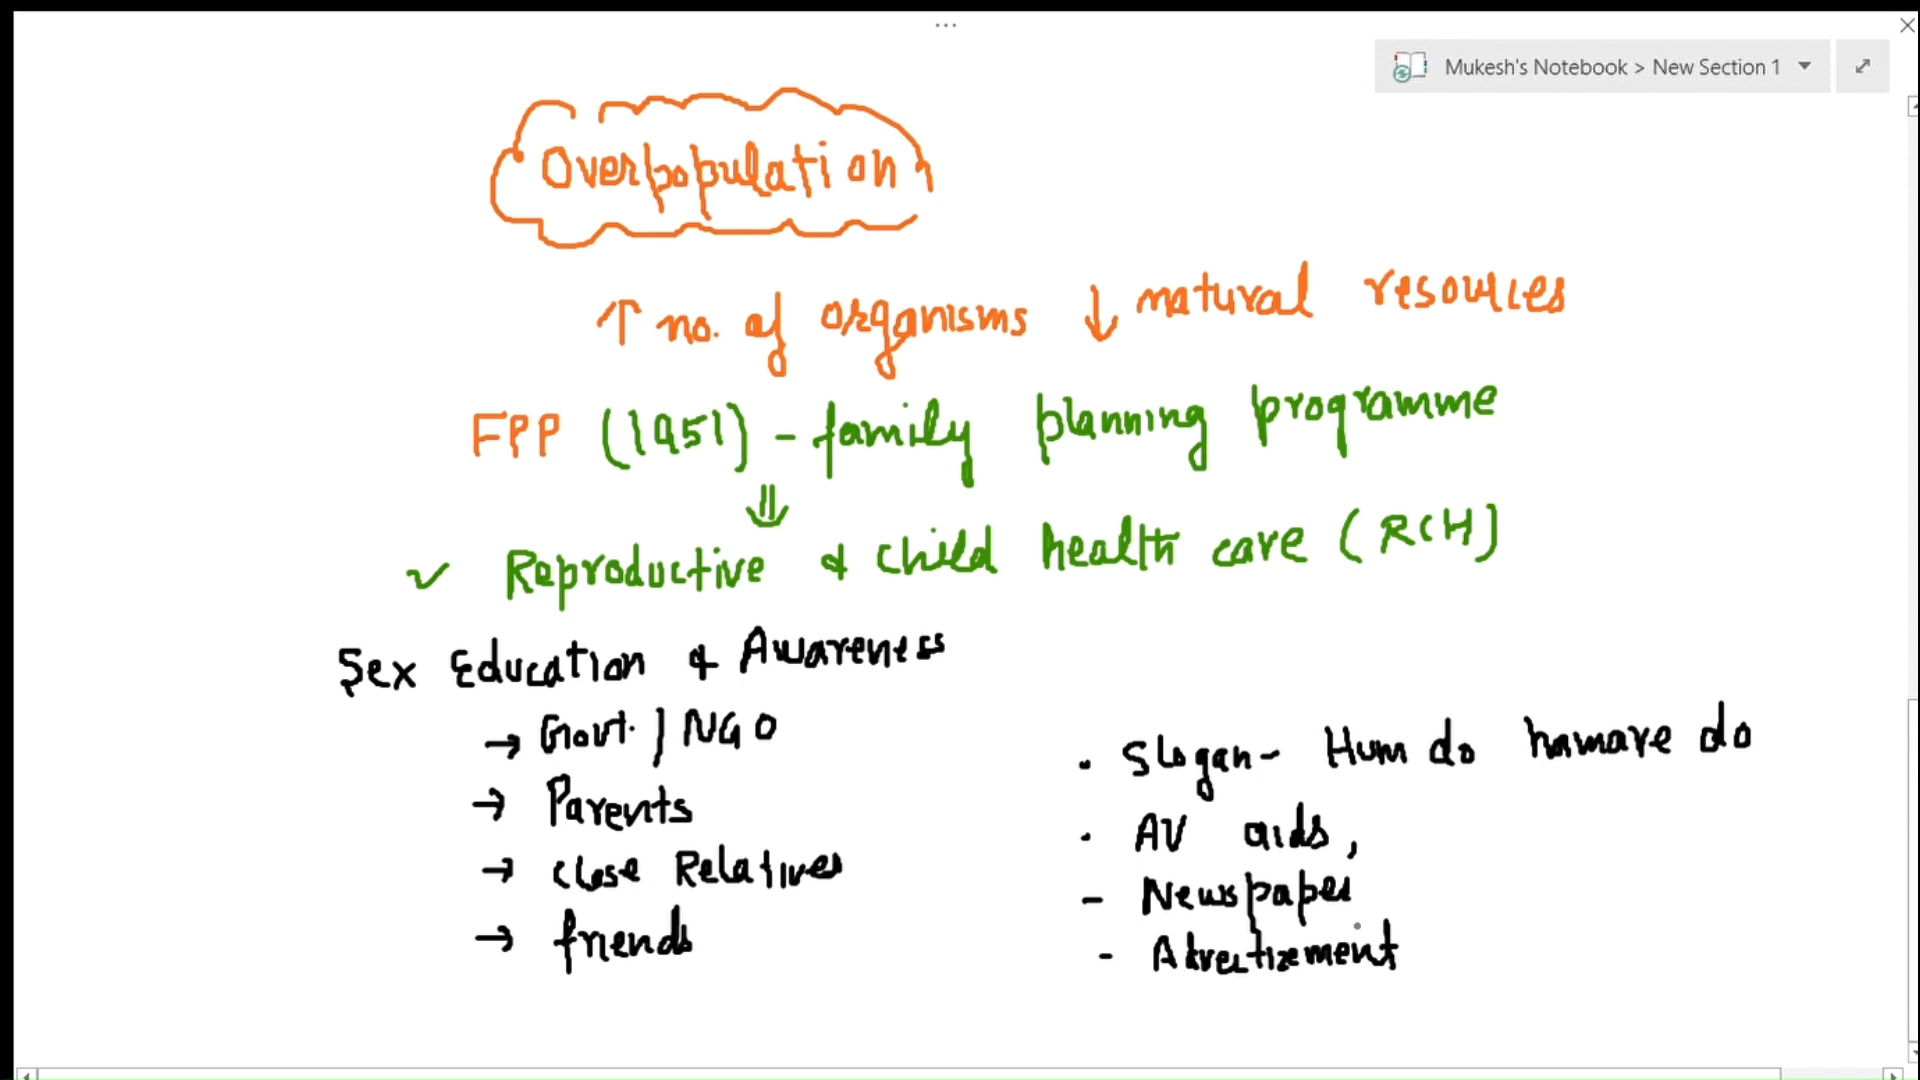 ...
Mukesh's Notebook > New Section 1
Overpopulation
↑ no. of organisms ↓ natural resources
FPP (1951) - family planning programme
⇓
✓ Reproductive & child health care (RCH)
Sex Education & Awareness
→ Govt. / NGO
→ Parents
→ Close Relatives
→ friends
. Slogan - Hum do hamare do
. AV aids,
- Newspaper
- Advertizement